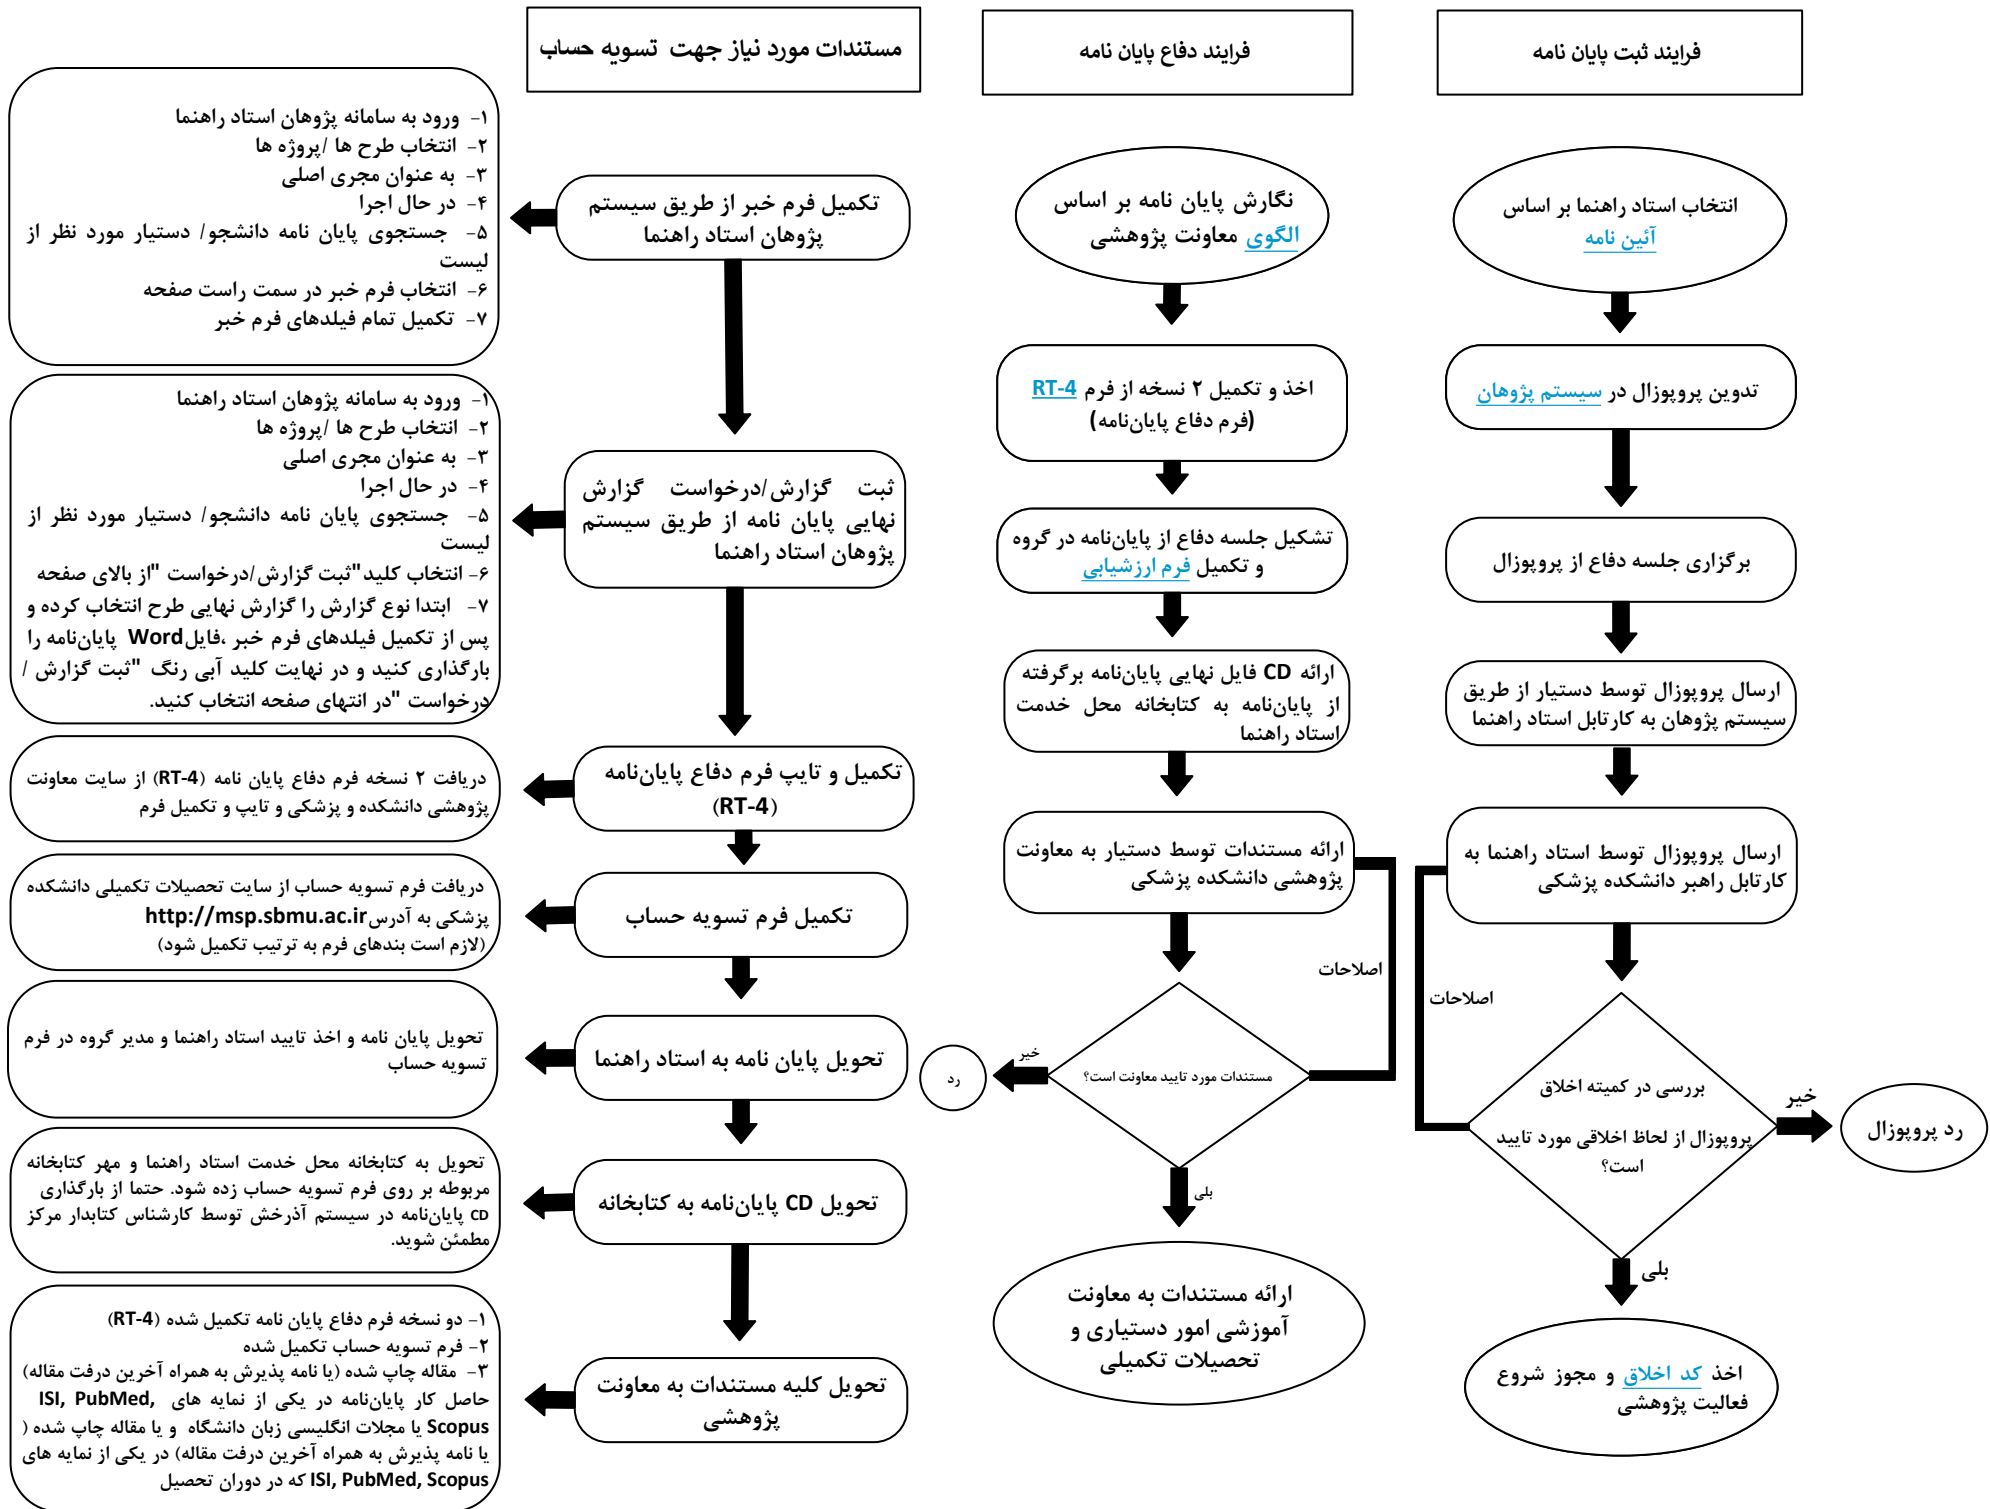 فرایند ثبت پایان نامه
انتخاب استاد راهنما بر اساس
آئین نامه
تدوین پروپوزال در سیستم پژوهان
برگزاری جلسه دفاع از پروپوزال
ارسال پروپوزال توسط دستیار از طریق
سیستم پژوهان به کارتابل استاد راهنما
ارسال پروپوزال توسط استاد راهنما به
کارتابل راهبر دانشکده پزشکی
اصلاحات
بررسی در کمیته اخلاق
پروپوزال از لحاظ اخلاقی مورد تایید
است؟
خیر
رد پروپوزال
بلی
اخذ کد اخلاق و مجوز شروع
فعالیت پژوهشی
فرایند دفاع پایان نامه
نگارش پایان نامه بر اساس
الگوی معاونت پژوهشی
اخذ و تکمیل ۲ نسخه از فرم RT-4
(فرم دفاع پایان‌نامه)
تشکیل جلسه دفاع از پایان‌نامه در گروه
و تکمیل فرم ارزشیابی
ارائه CD فایل نهایی پایان‌نامه برگرفته
از پایان‌نامه به کتابخانه محل خدمت
استاد راهنما
ارائه مستندات توسط دستیار به معاونت
پژوهشی دانشکده پزشکی
اصلاحات
مستندات مورد تایید معاونت است؟
خیر
رد
بلی
ارائه مستندات به معاونت
آموزشی امور دستیاری و
تحصیلات تکمیلی
مستندات مورد نیاز جهت تسویه حساب
تکمیل فرم خبر از طریق سیستم
پژوهان استاد راهنما
۱- ورود به سامانه پژوهان استاد راهنما
۲- انتخاب طرح ها /پروژه ها
۳- به عنوان مجری اصلی
۴- در حال اجرا
۵- جستجوی پایان نامه دانشجو/ دستیار مورد نظر از
لیست
۶- انتخاب فرم خبر در سمت راست صفحه
۷- تکمیل تمام فیلدهای فرم خبر
ثبت گزارش/درخواست گزارش
نهایی پایان نامه از طریق سیستم
پژوهان استاد راهنما
۱- ورود به سامانه پژوهان استاد راهنما
۲- انتخاب طرح ها /پروژه ها
۳- به عنوان مجری اصلی
۴- در حال اجرا
۵- جستجوی پایان نامه دانشجو/ دستیار مورد نظر از
لیست
۶- انتخاب کلید"ثبت گزارش/درخواست "از بالای صفحه
۷- ابتدا نوع گزارش را گزارش نهایی طرح انتخاب کرده و
پس از تکمیل فیلدهای فرم خبر ،فایلWord پایان‌نامه را
بارگذاری کنید و در نهایت کلید آبی رنگ "ثبت گزارش /
درخواست "در انتهای صفحه انتخاب کنید.
تکمیل و تایپ فرم دفاع پایان‌نامه
(RT-4)
دریافت ۲ نسخه فرم دفاع پایان نامه (RT-4) از سایت معاونت
پژوهشی دانشکده و پزشکی و تایپ و تکمیل فرم
تکمیل فرم تسویه حساب
دریافت فرم تسویه حساب از سایت تحصیلات تکمیلی دانشکده
پزشکی به آدرسhttp://msp.sbmu.ac.ir
(لازم است بندهای فرم به ترتیب تکمیل شود)
تحویل پایان نامه به استاد راهنما
تحویل پایان نامه و اخذ تایید استاد راهنما و مدیر گروه در فرم
تسویه حساب
تحویل CD پایان‌نامه به کتابخانه
تحویل به کتابخانه محل خدمت استاد راهنما و مهر کتابخانه
مربوطه بر روی فرم تسویه حساب زده شود. حتما از بارگذاری
CD پایان‌نامه در سیستم آذرخش توسط کارشناس کتابدار مرکز
مطمئن شوید.
تحویل کلیه مستندات به معاونت
پژوهشی
۱- دو نسخه فرم دفاع پایان نامه تکمیل شده (RT-4)
۲- فرم تسویه حساب تکمیل شده
۳- مقاله چاپ شده (یا نامه پذیرش به همراه آخرین درفت مقاله)
حاصل کار پایان‌نامه در یکی از نمایه های ISI, PubMed,
Scopus یا مجلات انگلیسی زبان دانشگاه و یا مقاله چاپ شده (
یا نامه پذیرش به همراه آخرین درفت مقاله) در یکی از نمایه های
ISI, PubMed, Scopus که در دوران تحصیل